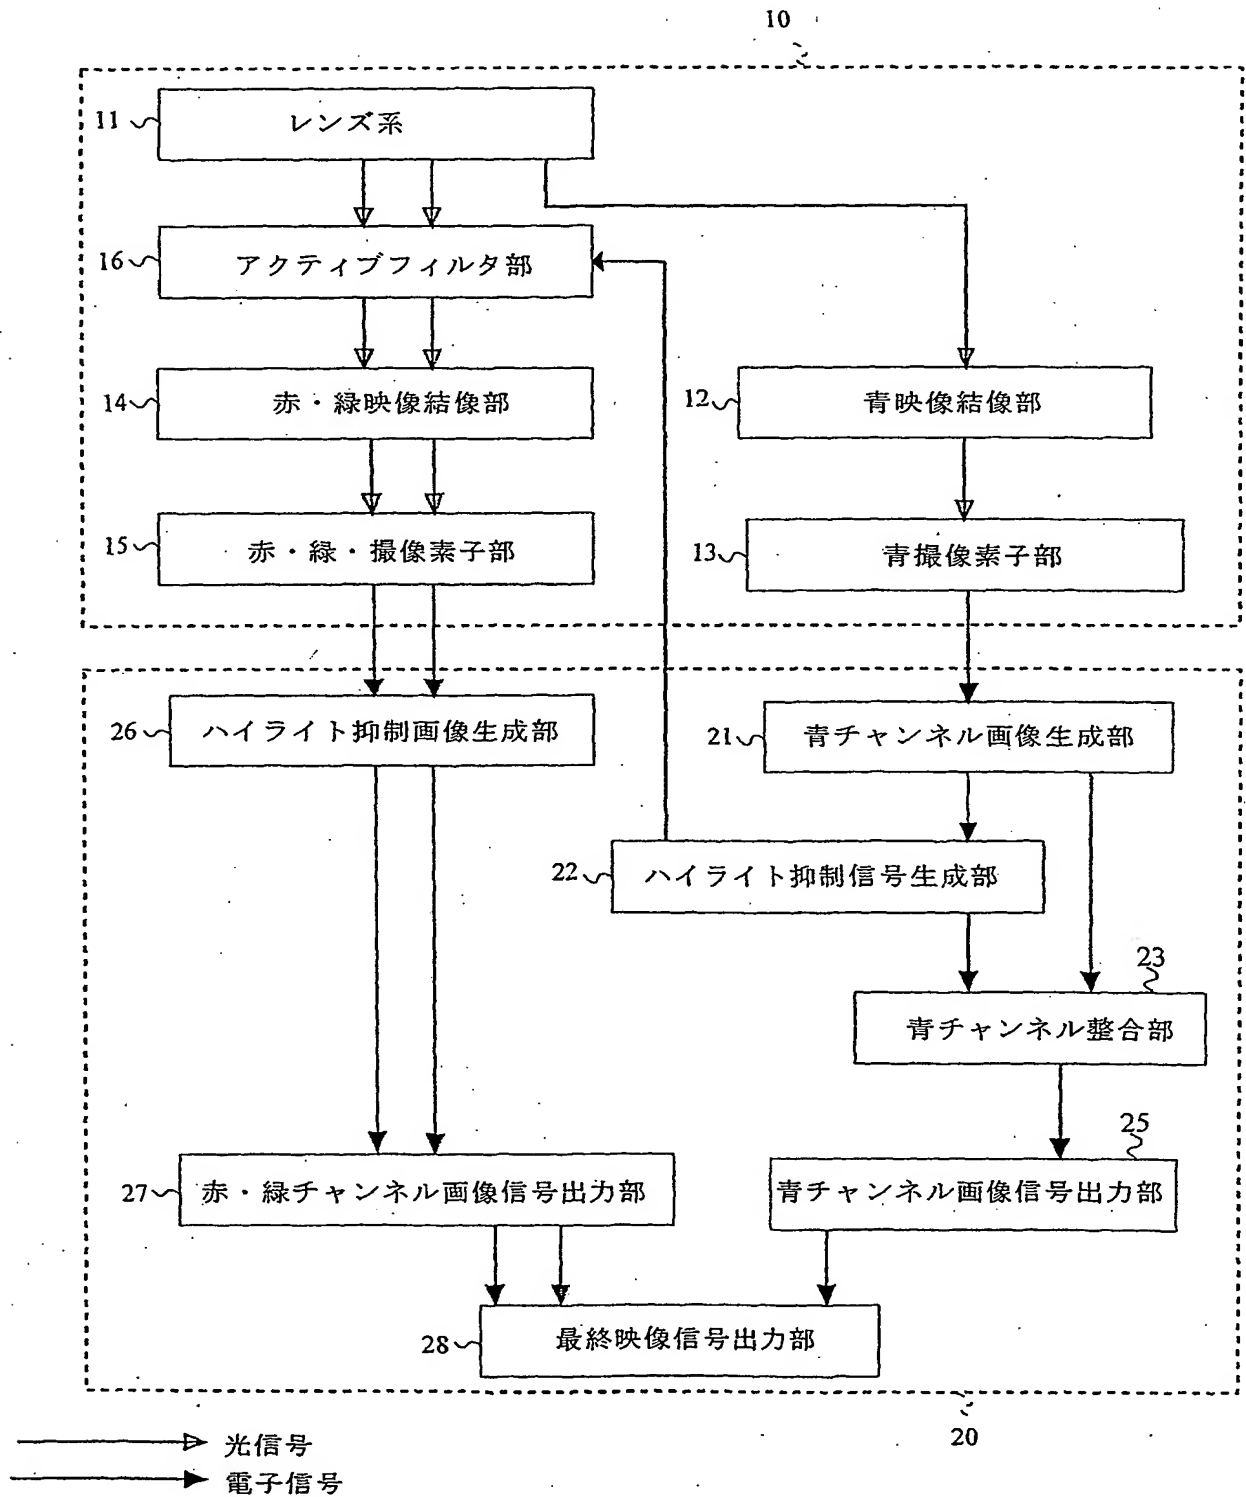 10
11 レンズ系
16 アクティブフィルタ部
14 赤・緑映像結像部
12 青映像結像部
15 赤・緑・撮像素子部
13 青撮像素子部
26 ハイライト抑制画像生成部
21 青チャンネル画像生成部
22 ハイライト抑制信号生成部
23
青チャンネル整合部
25
27 赤・緑チャンネル画像信号出力部
青チャンネル画像信号出力部
28 最終映像信号出力部
20
光信号
電子信号